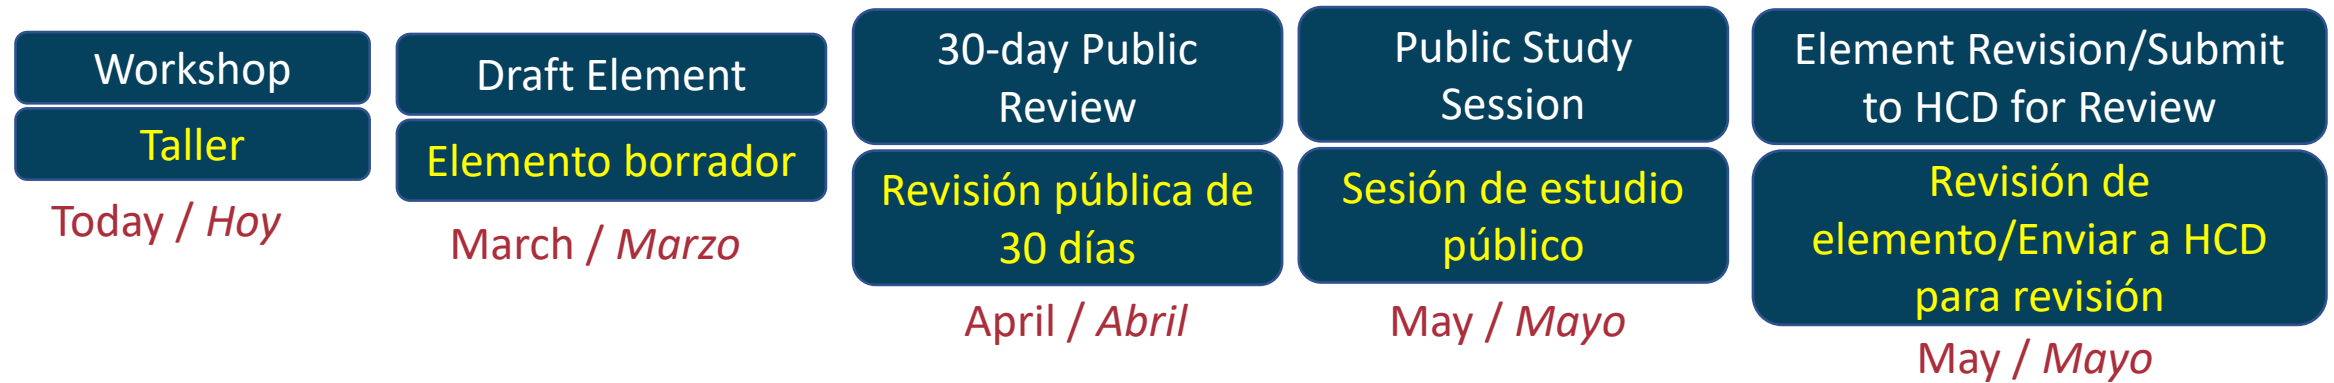 Workshop
Taller
Today / Hoy
Draft Element
Elemento borrador
March / Marzo
30-day Public
Review
Revisión pública de
30 días
April / Abril
Public Study
Session
Sesión de estudio
público
May / Mayo
Element Revision/Submit
to HCD for Review
Revisión de
elemento/Enviar a HCD
para revisión
May / Mayo